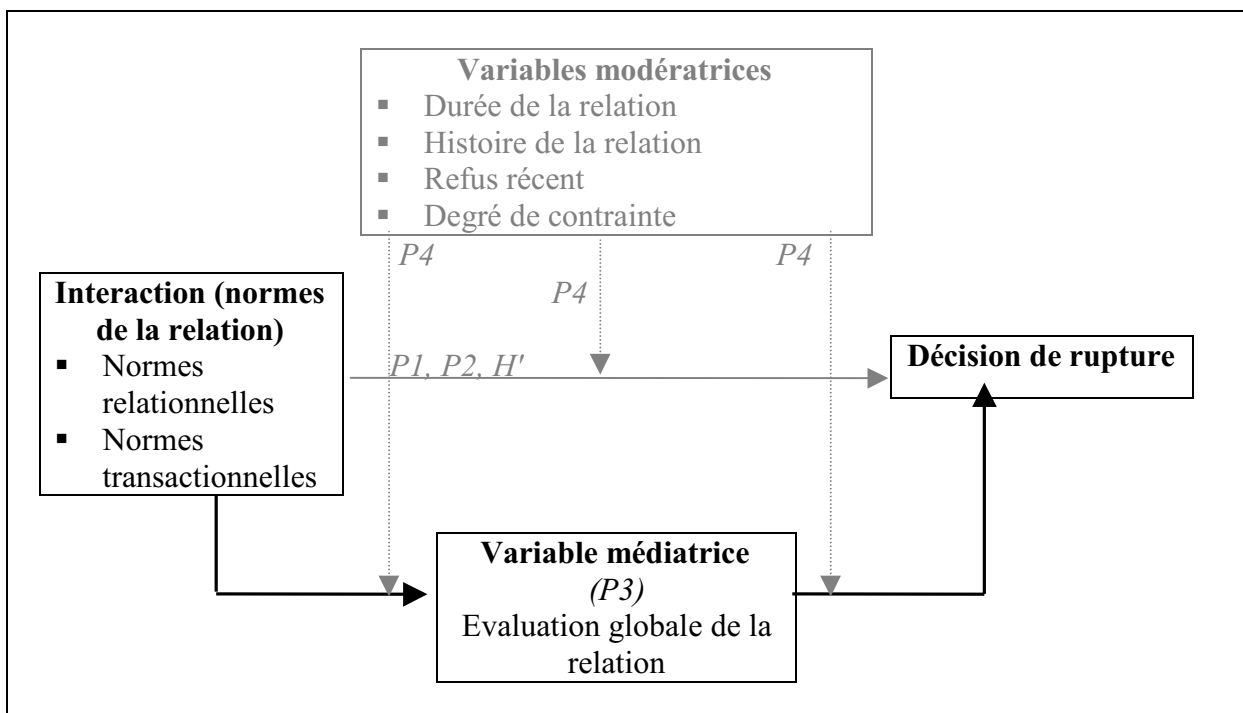 Variables modératrices
▪ Durée de la relation
▪ Histoire de la relation
▪ Refus récent
▪ Degré de contrainte
P4
P4
P4
Interaction (normes
de la relation)
▪ Normes
relationnelles
▪ Normes
transactionnelles
P1, P2, H'
Décision de rupture
Variable médiatrice
(P3)
Evaluation globale de la
relation